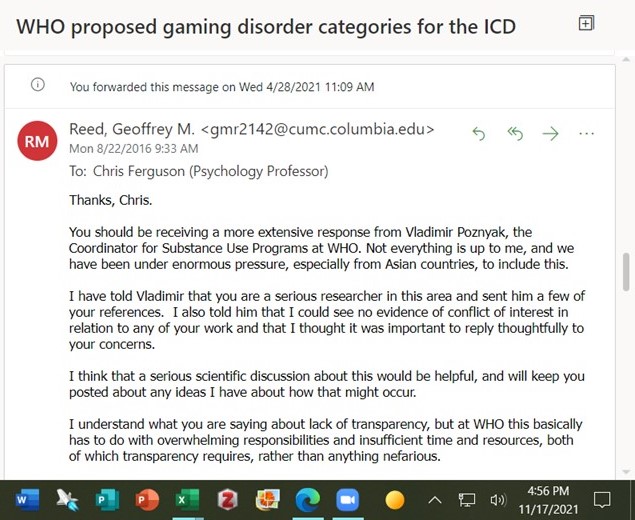 WHO proposed gaming disorder categories for the ICD
You forwarded this message on Wed 4/28/2021 11:09 AM
RM
Reed, Geoffrey M. <gmr2142@cumc.columbia.edu>
Mon 8/22/2016 9:33 AM
To: Chris Ferguson (Psychology Professor)
Thanks, Chris.
You should be receiving a more extensive response from Vladimir Poznyak, the
Coordinator for Substance Use Programs at WHO. Not everything is up to me, and we
have been under enormous pressure, especially from Asian countries, to include this.
I have told Vladimir that you are a serious researcher in this area and sent him a few of
your references.  I also told him that I could see no evidence of conflict of interest in
relation to any of your work and that I thought it was important to reply thoughtfully to
your concerns.
I think that a serious scientific discussion about this would be helpful, and will keep you
posted about any ideas I have about how that might occur.
I understand what you are saying about lack of transparency, but at WHO this basically
has to do with overwhelming responsibilities and insufficient time and resources, both
of which transparency requires, rather than anything nefarious.
4:56 PM
11/17/2021